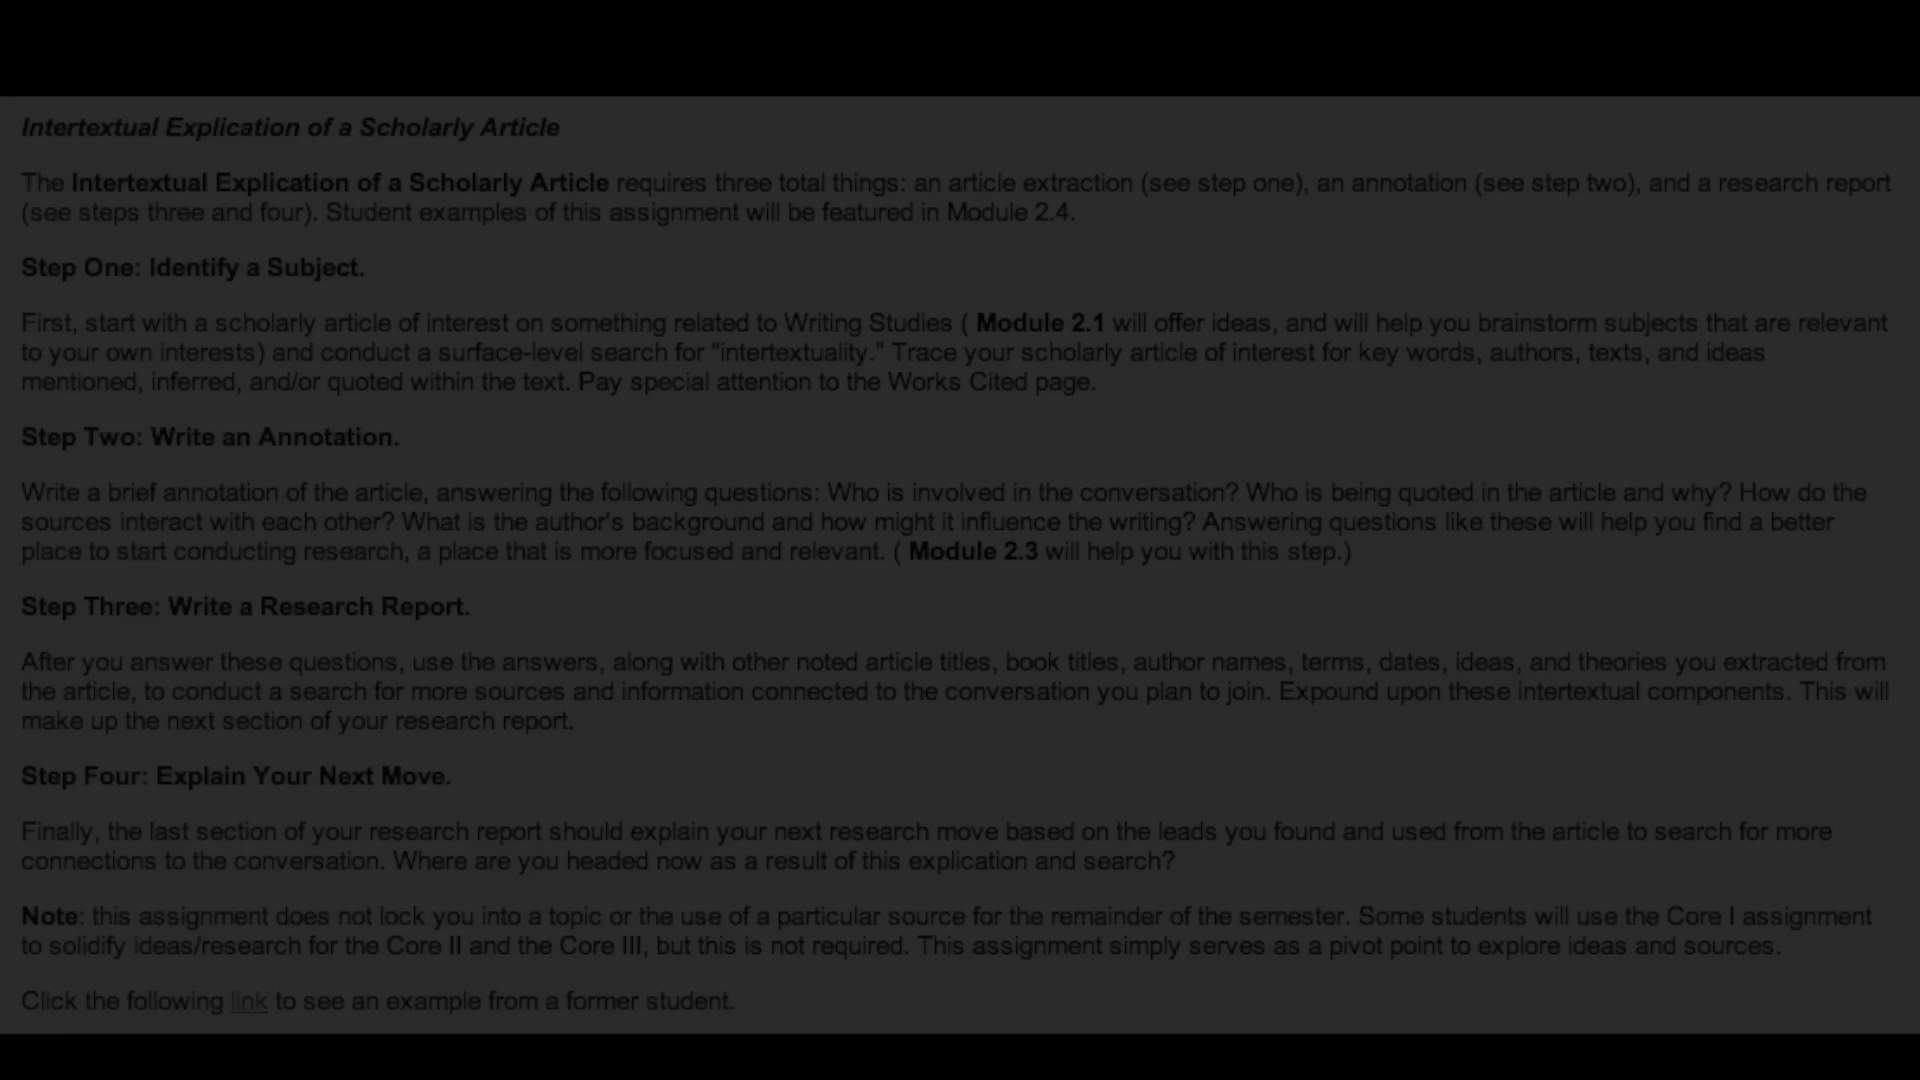 Intertextual Explication of a Scholarly Article
The Intertextual Explication of a Scholarly Article requires three total things: an article extraction (see step one), an annotation (see step two), and a research report
(see steps three and four). Student examples of this assignment will be featured in Module 2.4.
Step One: Identify a Subject.
First, start with a scholarly article of interest on something related to Writing Studies ( Module 2.1 will offer ideas, and will help you brainstorm subjects that are relevant
to your own interests) and conduct a surface-level search for “intertextuality.” Trace your scholarly article of interest for key words, authors, texts, and ideas
mentioned, inferred, and/or quoted within the text. Pay special attention to the Works Cited page.
Step Two: Write an Annotation.
Write a brief annotation of the article, answering the following questions: Who is involved in the conversation? Who is being quoted in the article and why? How do the
sources interact with each other? What is the author's background and how might it influence the writing? Answering questions like these will help you find a better
place to start conducting research, a place that is more focused and relevant. ( Module 2.3 will help you with this step.)
Step Three: Write a Research Report.
After you answer these questions, use the answers, along with other noted article titles, book titles, author names, terms, dates, ideas, and theories you extracted from
the article, to conduct a search for more sources and information connected to the conversation you plan to join. Expound upon these intertextual components. This will
make up the next section of your research report.
Step Four: Explain Your Next Move.
Finally, the last section of your research report should explain your next research move based on the leads you found and used from the article to search for more
connections to the conversation. Where are you headed now as a result of this explication and search?
Note: this assignment does not lock you into a topic or the use of a particular source for the remainder of the semester. Some students will use the Core I assignment
to solidify ideas/research for the Core II and the Core III, but this is not required. This assignment simply serves as a pivot point to explore ideas and sources.
Click the following link to see an example from a former student.